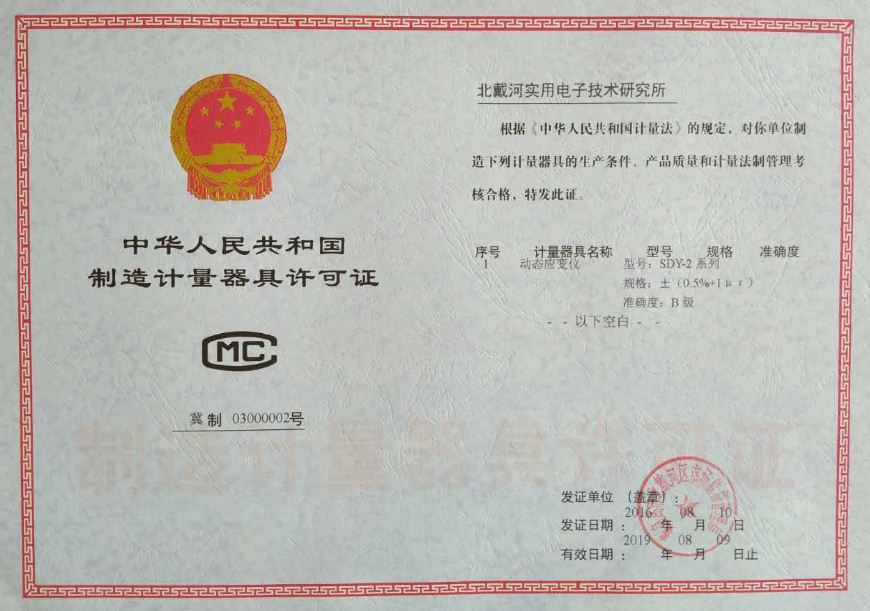 中华人民共和国
制造计量器具许可证
MC
冀制 03000002号
北戴河实用电子技术研究所
根据《中华人民共和国计量法》的规定，对你单位制
造下列计量器具的生产条件、产品质量和计量法制管理考
核合格，特发此证。
序号 计量器具名称 型号 规格 准确度
1 动态应变仪 型号：SDY-2 系列
规格：±（0.5%+1με）
准确度：B 级
- - 以下空白 - -
制造计量器具许可证
发证单位 （盖章）：
2016 08 10
发证日期： 年 月 日
2019 08 09
有效日期： 年 月 日止